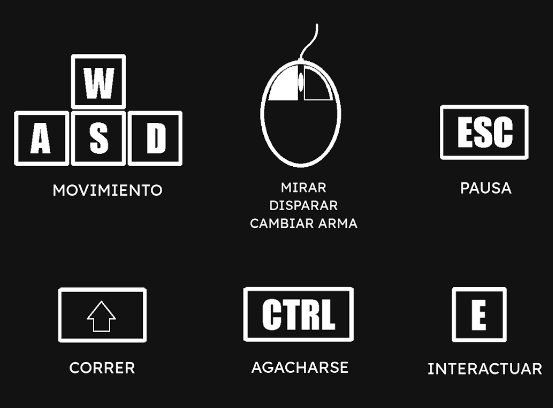 W
A S D
MOVIMIENTO
MIRAR
DISPARAR
CAMBIAR ARMA
ESC
PAUSA
CORRER
CTRL
AGACHARSE
E
INTERACTUAR